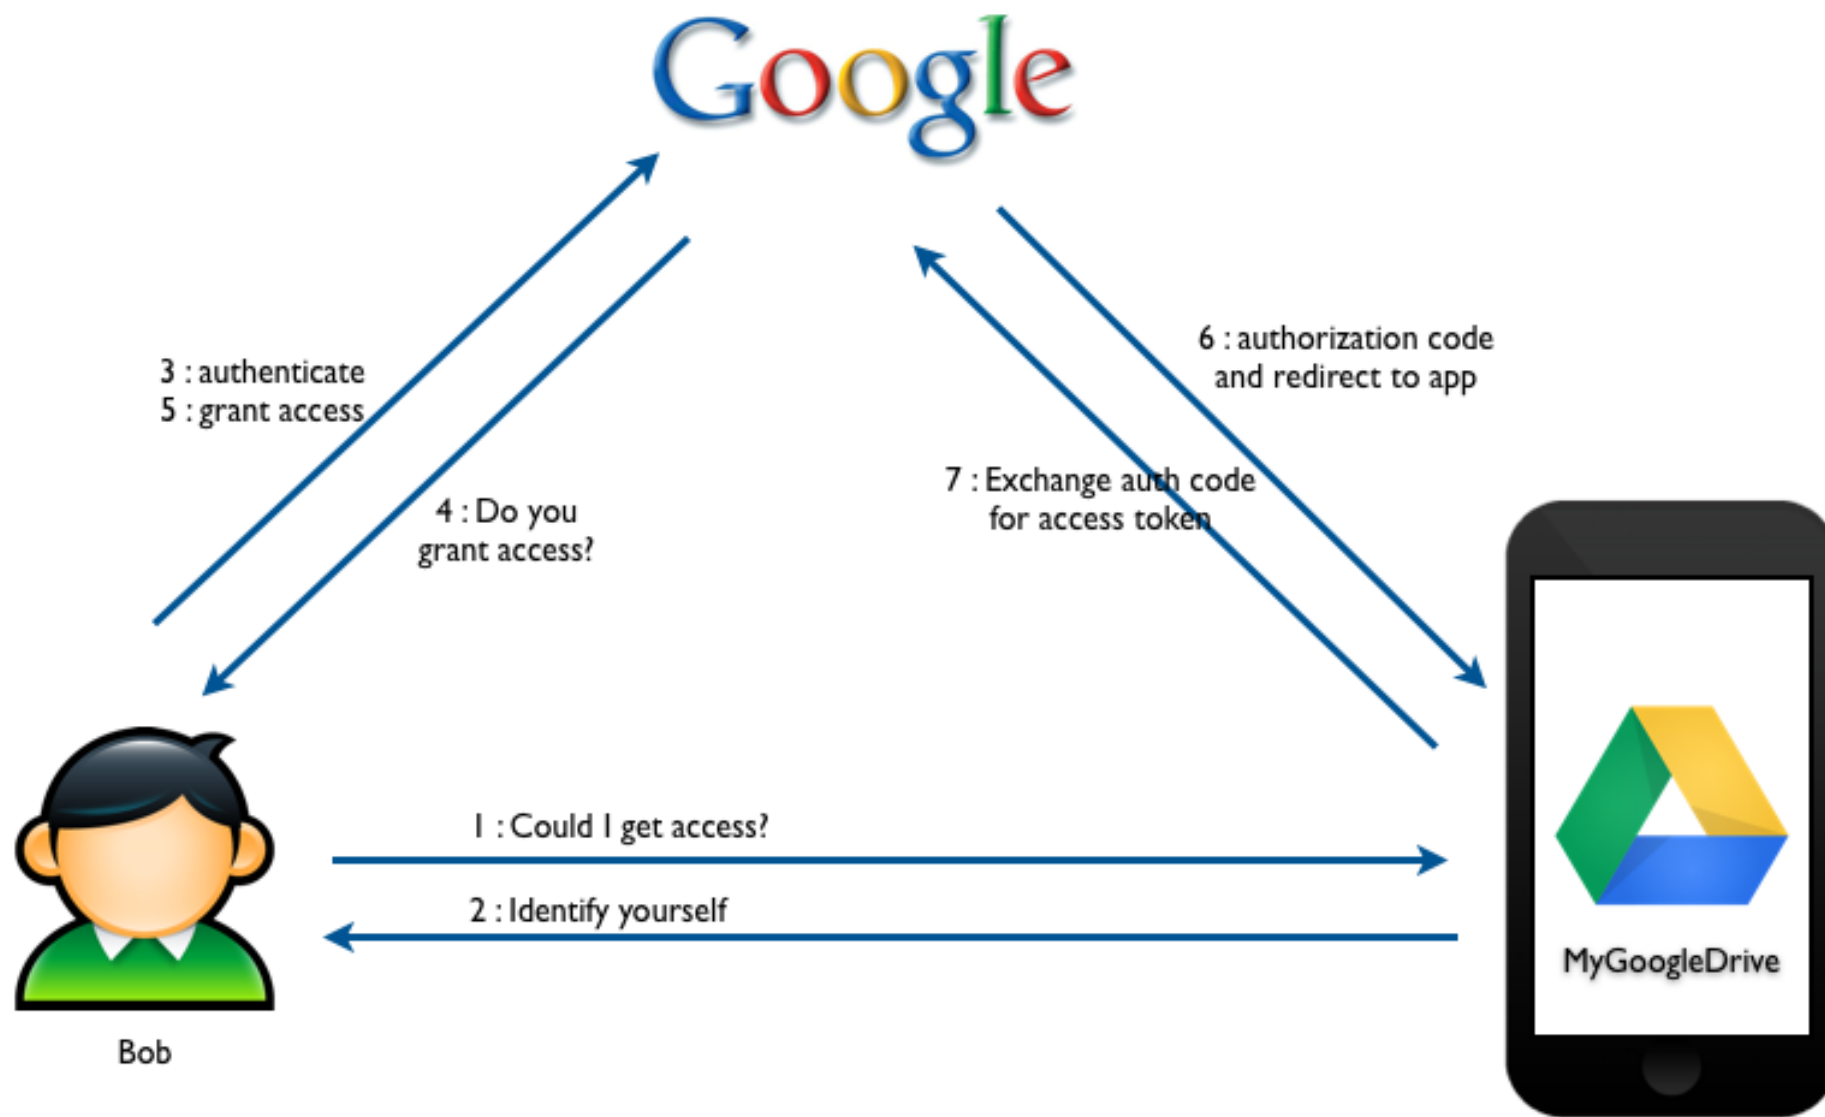 Google
3 : authenticate
5 : grant access
6 : authorization code
and redirect to app
4 : Do you
grant access?
7 : Exchange auth code
for access token
1 : Could I get access?
2 : Identify yourself
MyGoogleDrive
Bob